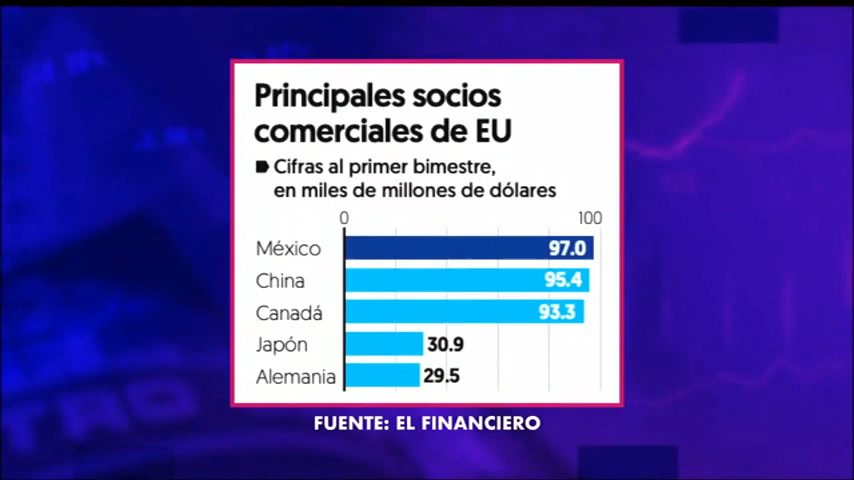 Principales socios
comerciales de EU
Cifras al primer bimestre,
en miles de millones de dólares
0 100
México 97.0
China 95.4
Canadá 93.3
Japón 30.9
Alemania 29.5
FUENTE: EL FINANCIERO